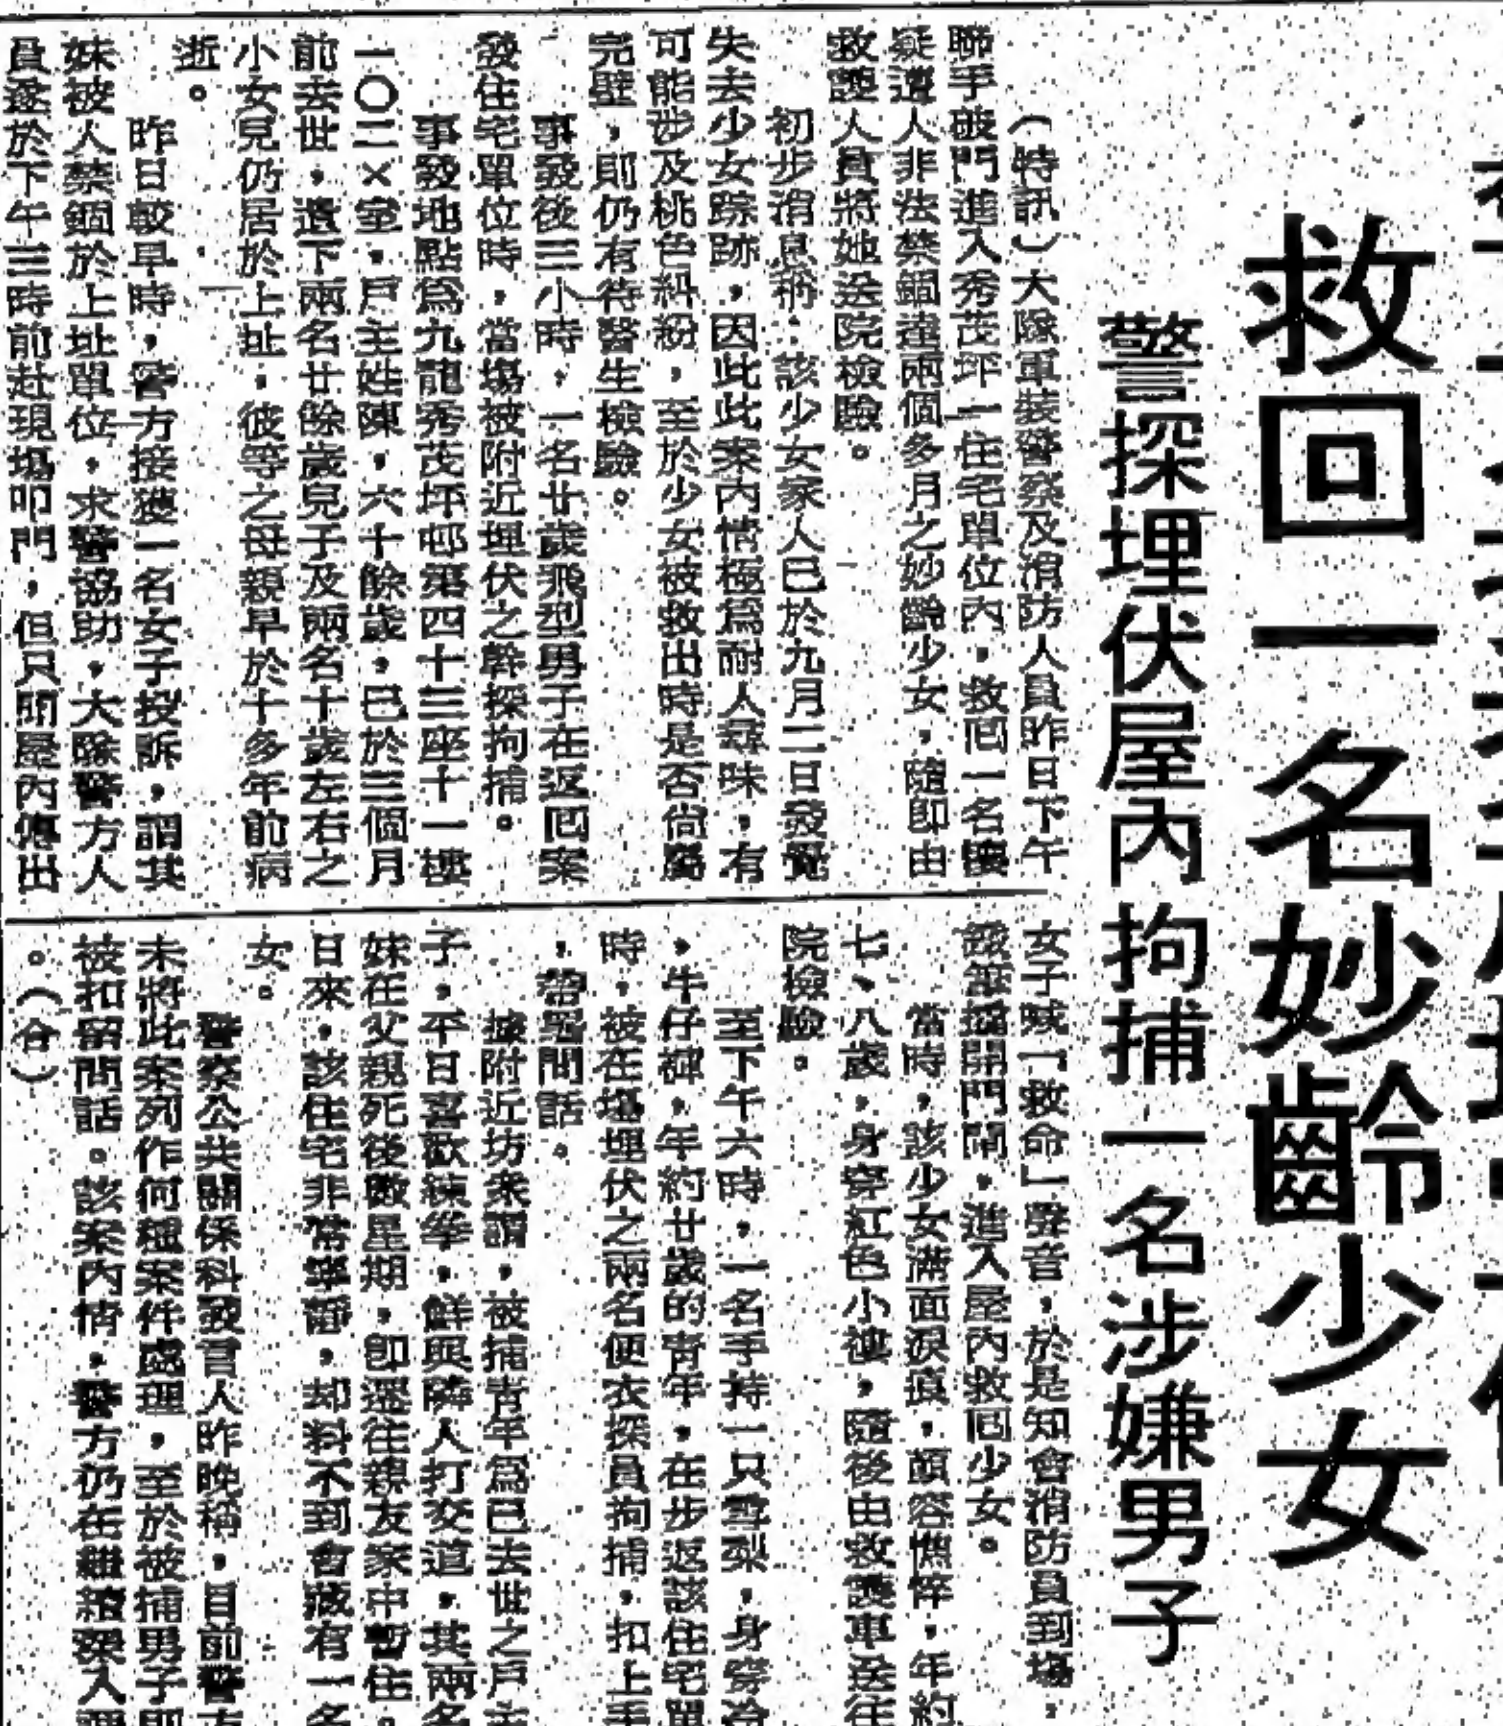 救回一名妙齡少女
警探埋伏屋內拘捕一名涉嫌男子
（特訊）大隊軍裝警察及消防人員昨日下午
聯手破門進入秀茂坪一住宅單位內，救回一名
疑遭人非法禁錮達兩個多月之妙齡少女，隨即由
救護人員將她送院檢驗。
初步消息稱：該少女家人已於九月二日發覺
失去少女踪跡，因此此案內情極為耐人尋味，有
可能涉及桃色糾紛，至於少女被救出時是否尙屬
完璧，則仍有待醫生檢驗。
事發後三小時，一名廿歲飛型男子在返回案
發住宅單位時，當場被附近埋伏之幹探拘捕。
事發地點為九龍秀茂坪邨第四十三座十一樓
一〇二×室，戶主姓陳，六十餘歲，已於三個月
前去世，遺下兩名廿餘歲兒子及兩名十歲左右之
小女兒仍居於上址，彼等之母親早於十多年前病
逝。
昨日較早時，警方接獲一名女子投訴，謂其
妹被人禁錮於上址單位，求警協助，大隊警方人
員遂於下午三時前赴現場叩門，但只聞屋內傳出
女子喊「救命」聲音，於是知會消防員到場，
開門閘，進入屋內救回少女。
當時，該少女滿面淚痕，顏容憔悴，年約
七、八歲，身穿紅色小褸，隨後由救護車送往
院檢驗。
至下午六時，一名手持一只雪梨，身穿
，牛仔褲，年約廿歲的青年，在步返該住宅單
時，被在場埋伏之兩名便衣探員拘捕，扣上手
，帶署問話。
據附近坊衆謂，被捕青年為已去世之戶主
子，平日喜歡練拳，鮮與隣人打交道，其兩名
妹在父親死後數星期，卽遷往親友家中暫住。
日來，該住宅非常寧靜，却料不到會藏有一名
女。
警察公共關係科發言人昨晚稱，目前警方
未將此案列作何種案件處理，至於被捕男子則
被扣留問話。該案內情，警方仍在繼續深入調
。（合）